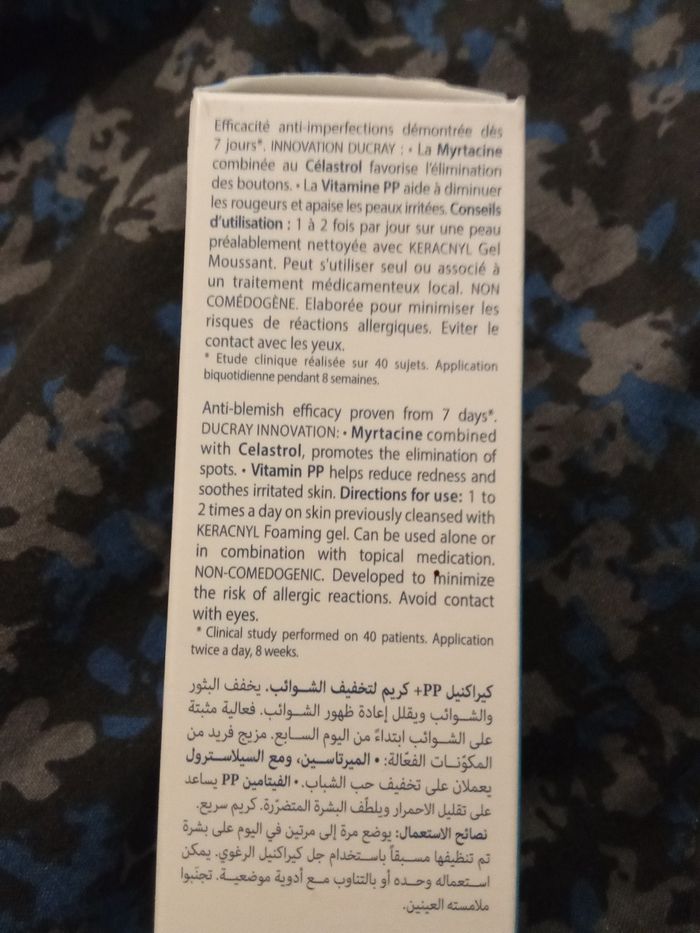 Efficacité anti-imperfections démontrée dès
7 jours*. INNOVATION DUCRAY : • La Myrtacine
combinée au Célastrol favorise l'élimination
des boutons. • La Vitamine PP aide à diminuer
les rougeurs et apaise les peaux irritées. Conseils
d'utilisation : 1 à 2 fois par jour sur une peau
préalablement nettoyée avec KERACNYL Gel
Moussant. Peut s'utiliser seul ou associé à
un traitement médicamenteux local. NON
COMÉDOGÈNE. Elaborée pour minimiser les
risques de réactions allergiques. Eviter le
contact avec les yeux.
* Etude clinique réalisée sur 40 sujets. Application
biquotidienne pendant 8 semaines.
Anti-blemish efficacy proven from 7 days*.
DUCRAY INNOVATION: • Myrtacine combined
with Celastrol, promotes the elimination of
spots. • Vitamin PP helps reduce redness and
soothes irritated skin. Directions for use: 1 to
2 times a day on skin previously cleansed with
KERACNYL Foaming gel. Can be used alone or
in combination with topical medication.
NON-COMEDOGENIC. Developed to minimize
the risk of allergic reactions. Avoid contact
with eyes.
* Clinical study performed on 40 patients. Application
twice a day, 8 weeks.
كيراكنيل PP+ كريم لتخفيف الشوائب. يخفف البثور
والشوائب ويقلل إعادة ظهور الشوائب. فعالية مثبتة
على الشوائب ابتداءً من اليوم السابع. مزيج فريد من
المكوّنات الفعّالة: • الميرتاسين، ومع السيلاسترول
يعملان على تخفيف حب الشباب. • الفيتامين PP يساعد
على تقليل الاحمرار ويلطّف البشرة المتضرّرة. كريم سريع.
نصائح الاستعمال: يوضع مرة إلى مرتين في اليوم على بشرة
تم تنظيفها مسبقاً باستخدام جل كيراكنيل الرغوي. يمكن
استعماله وحده أو بالتناوب مع أدوية موضعية. تجنّبوا
ملامسته العينين.